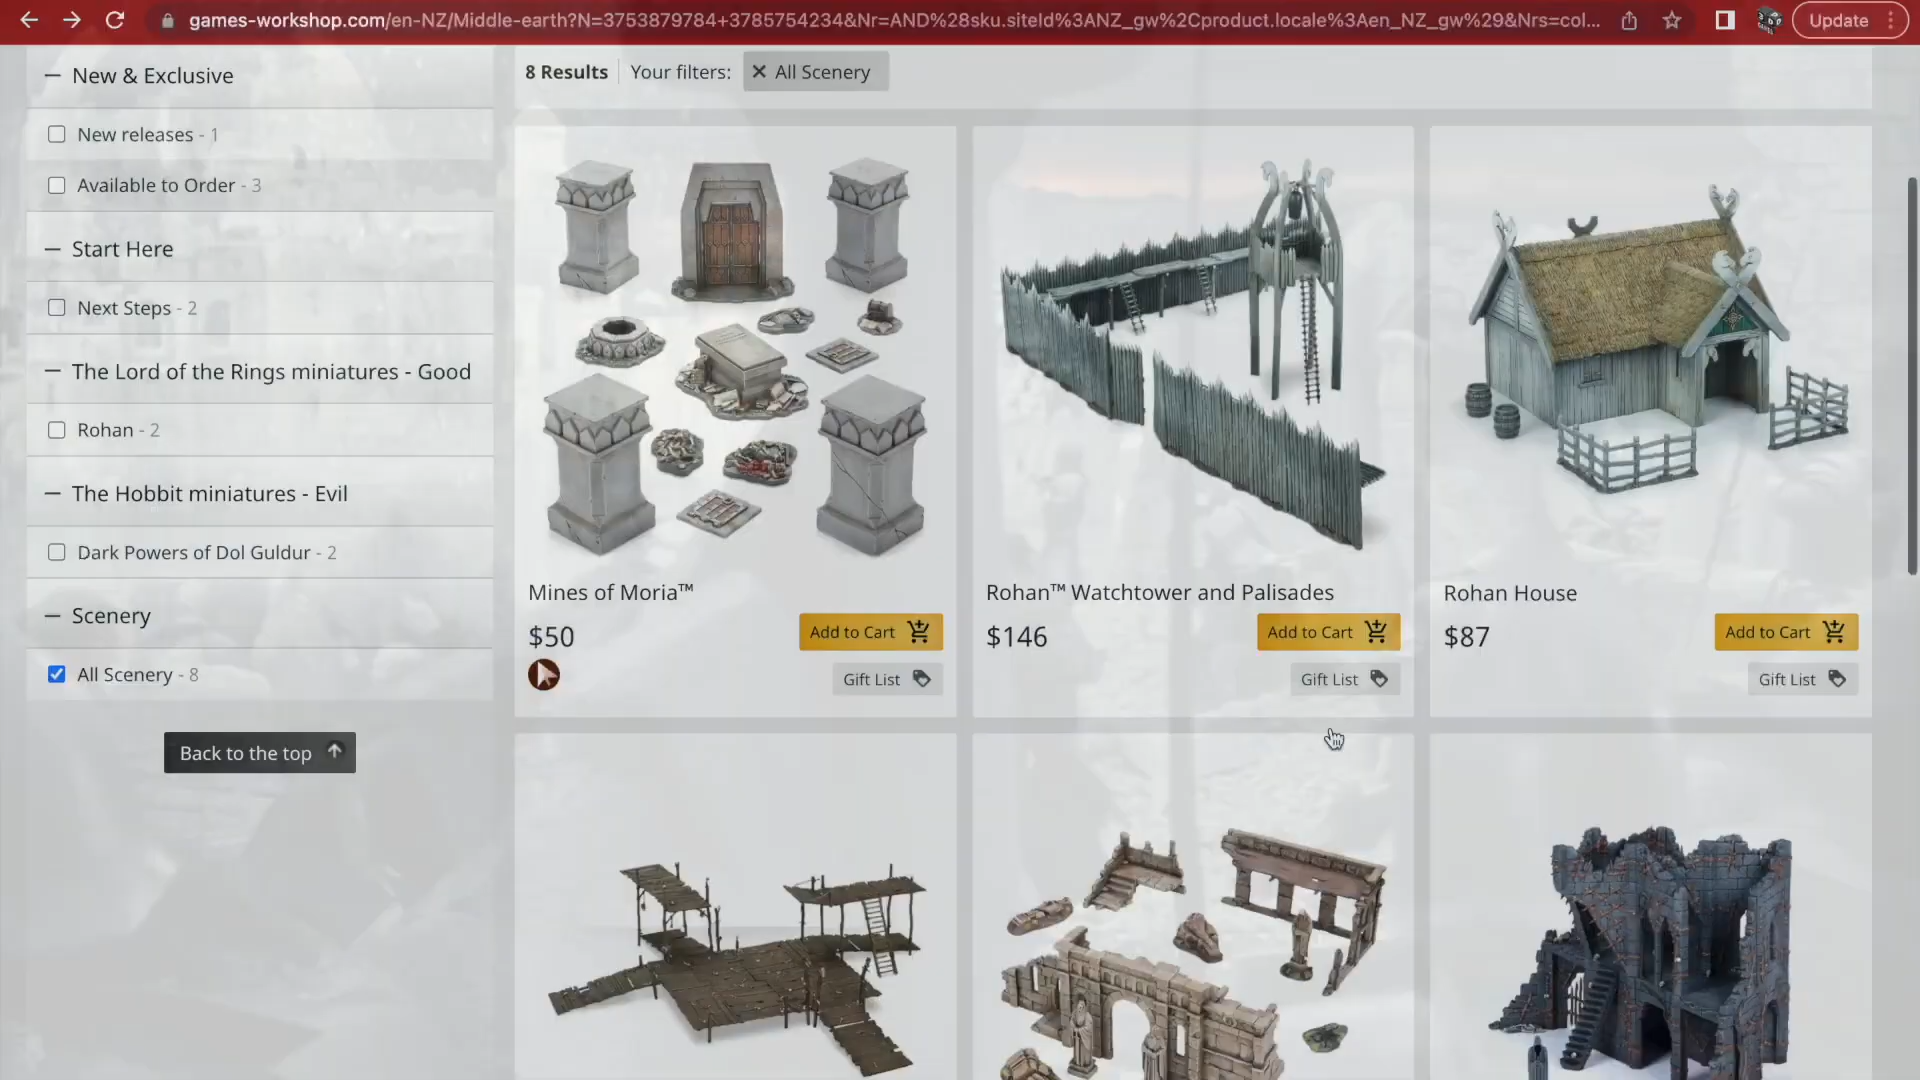 games-workshop.com/en-NZ/Middle-earth?N=3753879784+3785754234&Nr=AND%28sku.siteId%3ANZ_gw%2Cproduct.locale%3Aen_NZ_gw%29&Nrs=col...
Update
New & Exclusive
New releases - 1
Available to Order - 3
Start Here
Next Steps - 2
The Lord of the Rings miniatures - Good
Rohan - 2
The Hobbit miniatures - Evil
Dark Powers of Dol Guldur - 2
Scenery
All Scenery - 8
Back to the top
8 Results
Your filters:
All Scenery
Mines of Moria™
$50
Add to Cart
Gift List
Rohan™ Watchtower and Palisades
$146
Add to Cart
Gift List
Rohan House
$87
Add to Cart
Gift List